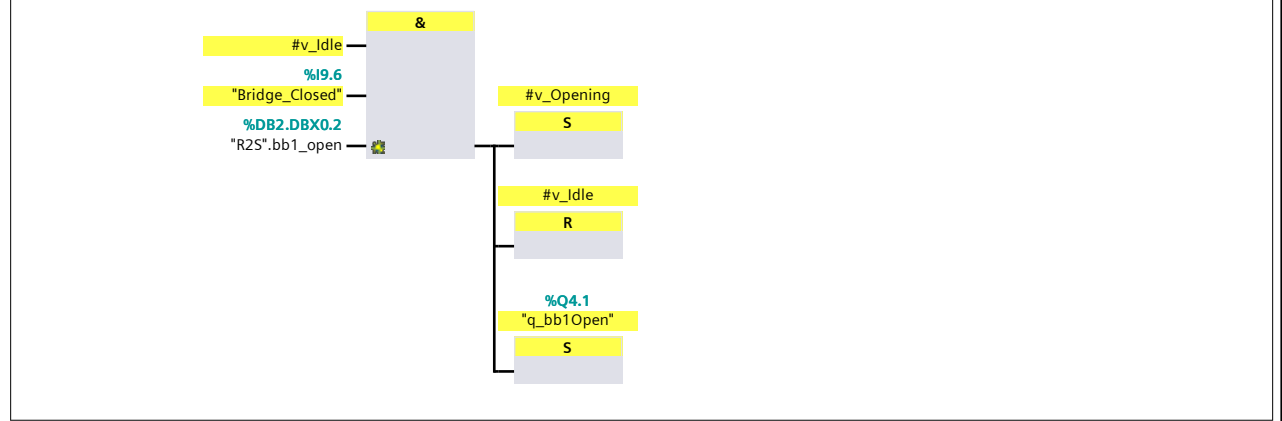 &
#v_Idle
%I9.6
"Bridge_Closed"
#v_Opening
%DB2.DBX0.2
S
"R2S".bb1_open
#v_Idle
R
%Q4.1
"q_bb1Open"
S